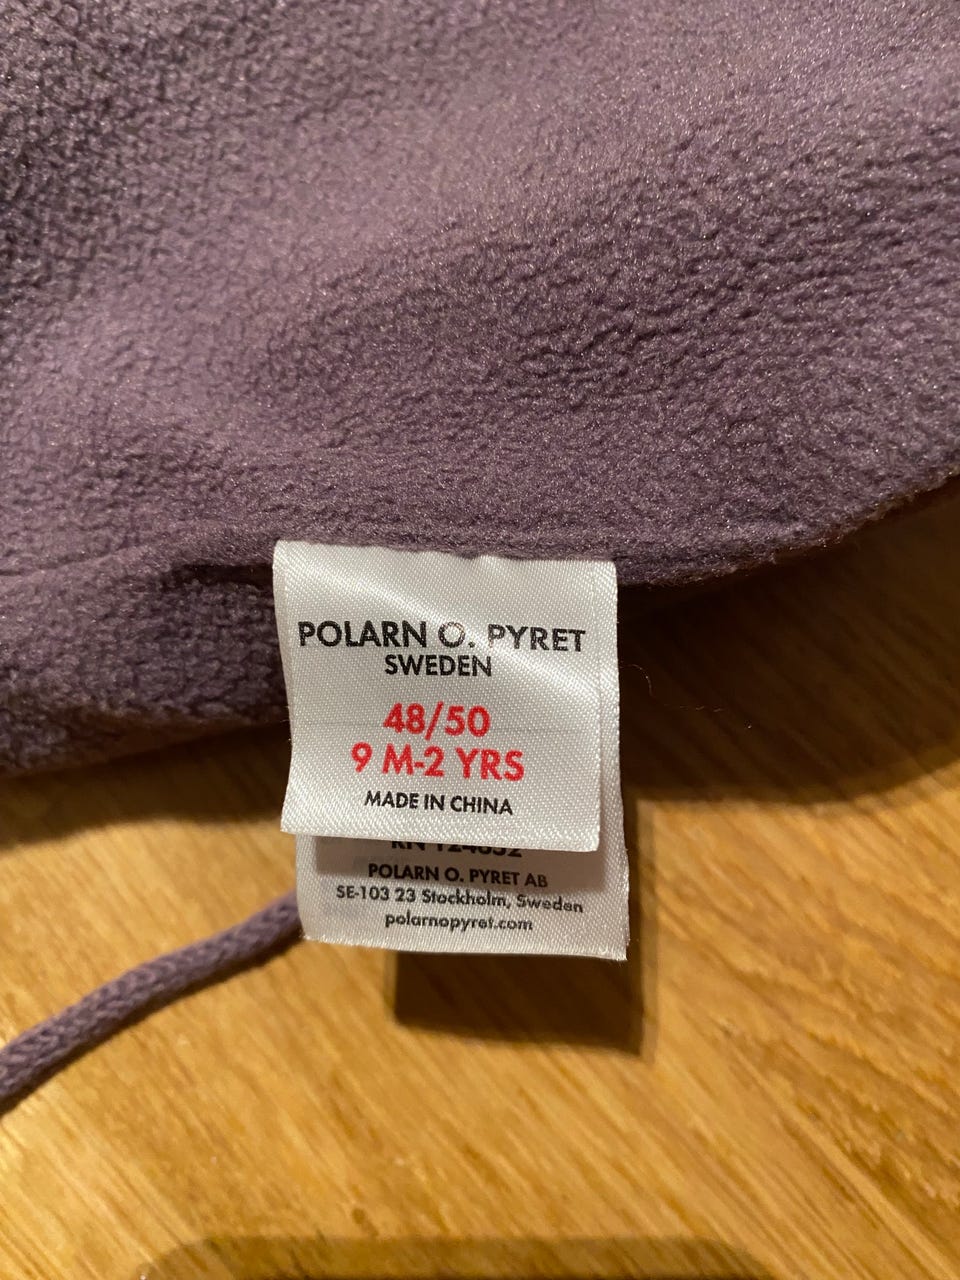 POLARN O. PYRET
SWEDEN
48/50
9 M-2 YRS
MADE IN CHINA
RN
POLARN O. PYRET AB
SE-103 23 Stockholm, Sweden
polarnopyret.com